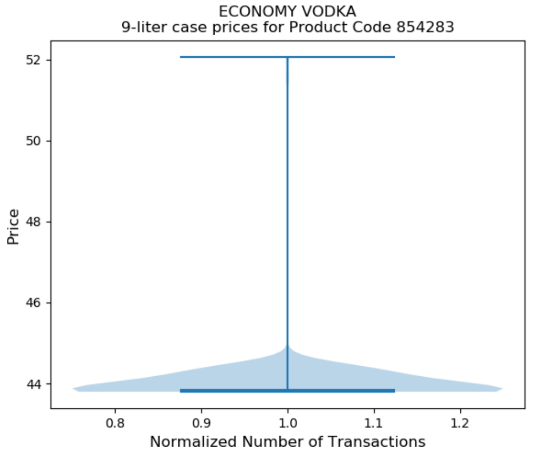 ECONOMY VODKA
9-liter case prices for Product Code 854283
52
50
48
46
44
Price
0.8 0.9 1.0 1.1 1.2
Normalized Number of Transactions